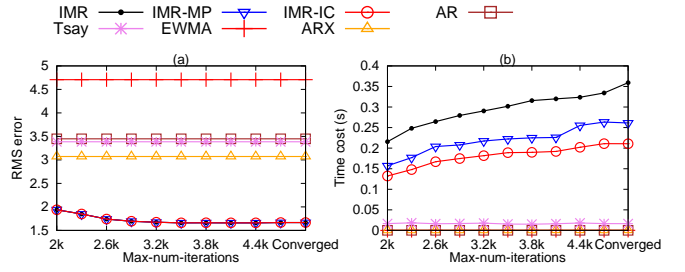 IMR IMR-MP IMR-IC AR
Tsay EWMA ARX
(a)
RMS error
5
4.5
4
3.5
3
2.5
2
1.5
2k 2.6k 3.2k 3.8k 4.4k Converged
Max-num-iterations
(b)
Time cost (s)
0.4
0.35
0.3
0.25
0.2
0.15
0.1
0.05
0
2k 2.6k 3.2k 3.8k 4.4k Converged
Max-num-iterations